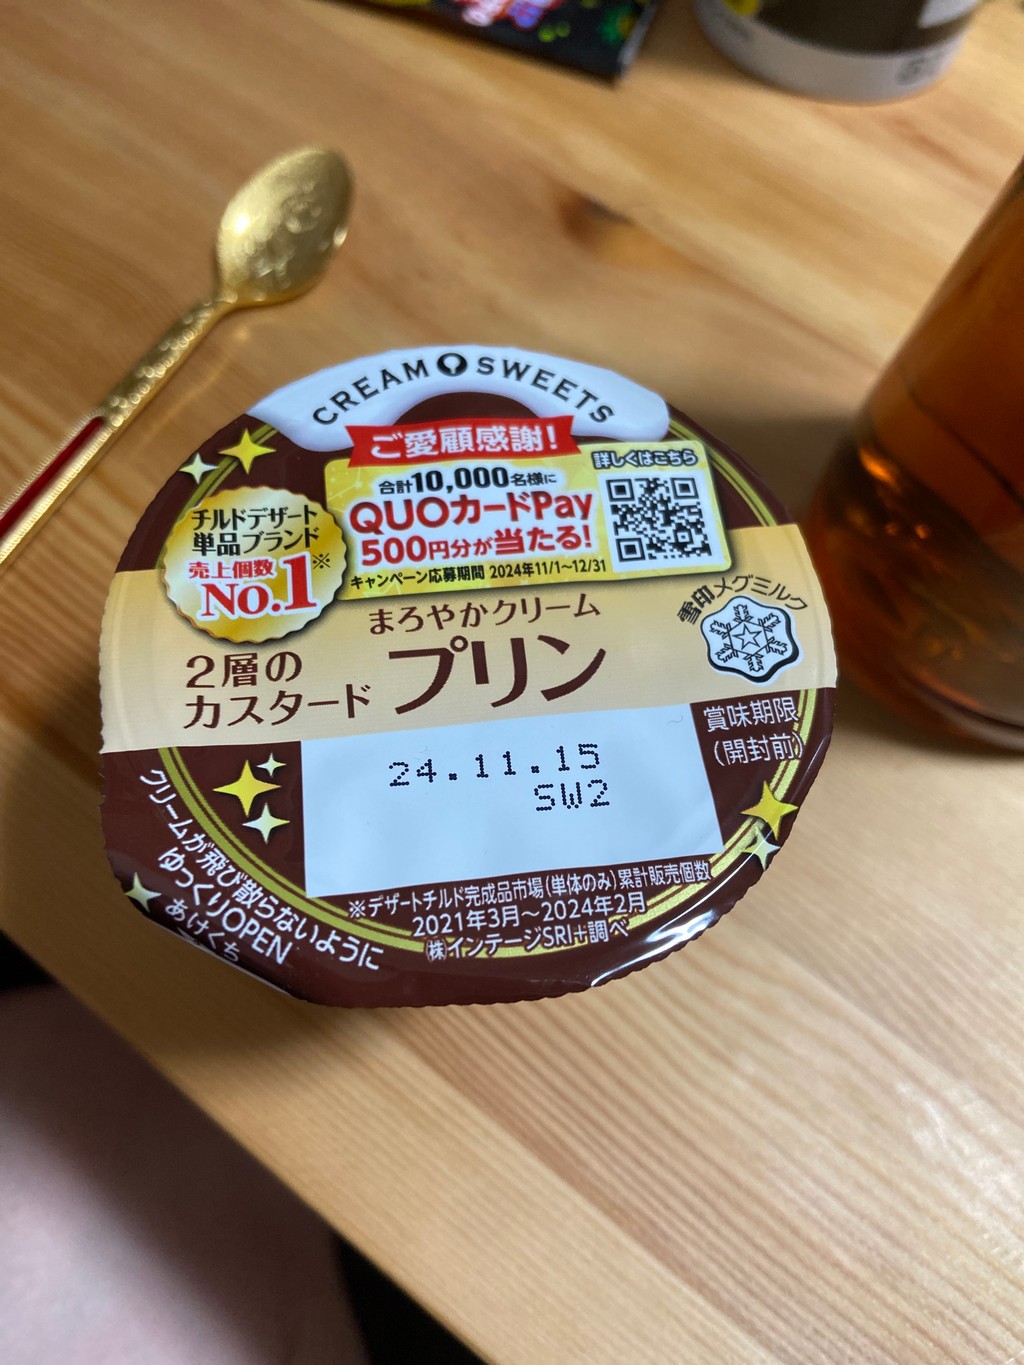 CREAM SWEETS
ご愛顧感謝!
合計10,000名様に
QUOカードPay
500円分が当たる!
キャンペーン応募期間 2024年11/1〜12/31
詳しくはこちら
チルドデザート
単品ブランド
売上個数※
No.1
まろやかクリーム
2層の
カスタード
プリン
雪印メグミルク
賞味期限
(開封前)
24.11.15
SW2
※デザートチルド完成品市場(単体のみ)累計販売個数
2021年3月〜2024年2月
㈱インテージSRI+調べ
クリームが飛び散らないように
ゆっくりOPEN
あけくち